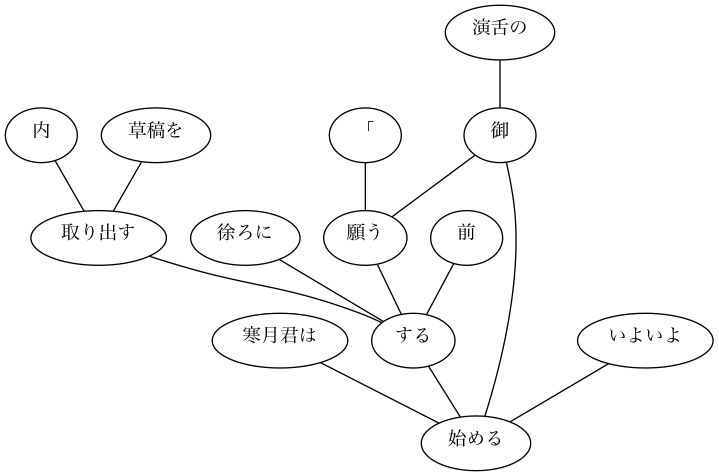 演舌の
内
草稿を
「
御
取り出す
徐ろに
願う
前
寒月君は
する
いよいよ
始める